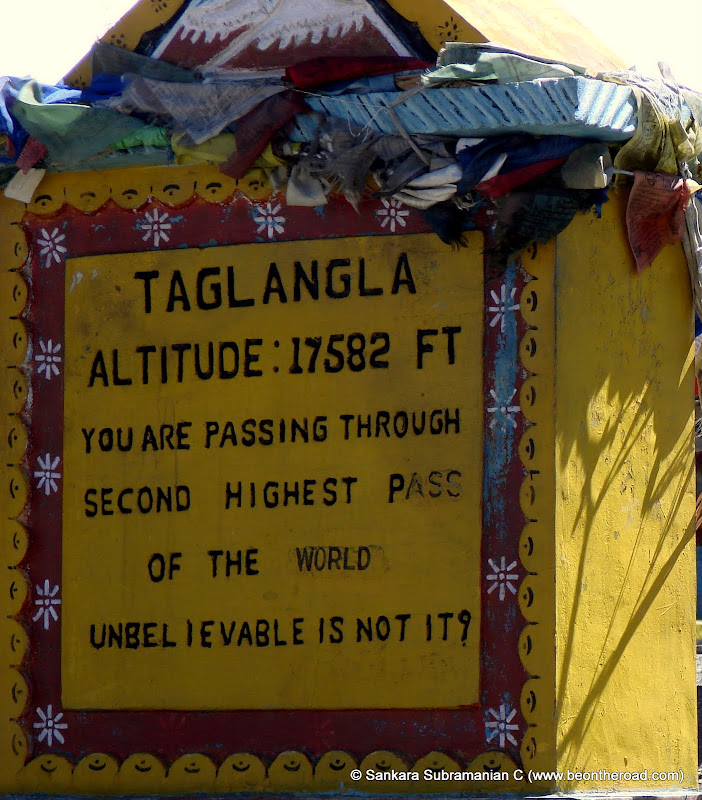 TAGLANGLA
ALTITUDE: 17582 FT
YOU ARE PASSING THROUGH
SECOND HIGHEST PASS
OF THE WORLD
UNBELIEVABLE IS NOT IT?
© Sankara Subramanian C (www.beontheroad.com)